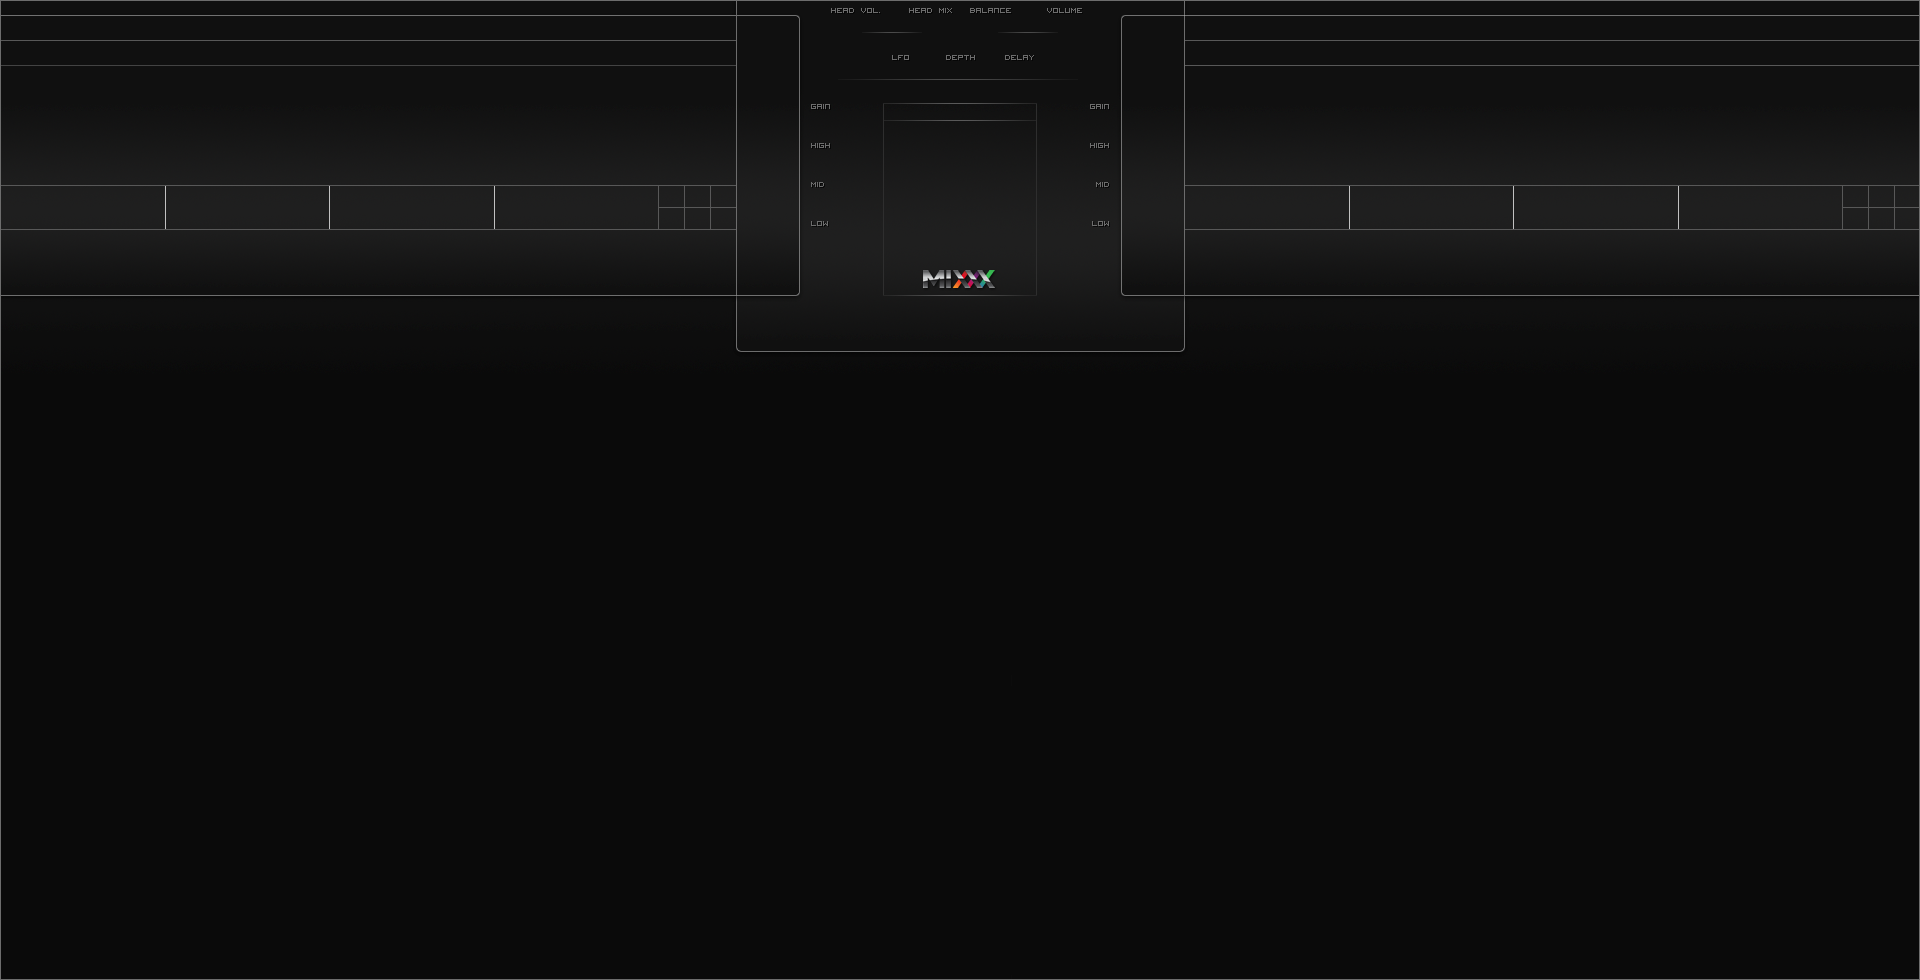 HEAD VOL. HEAD MIX BALANCE VOLUME
LFO DEPTH DELAY
GAIN GAIN
HIGH HIGH
MID MID
LOW LOW
MIXXX